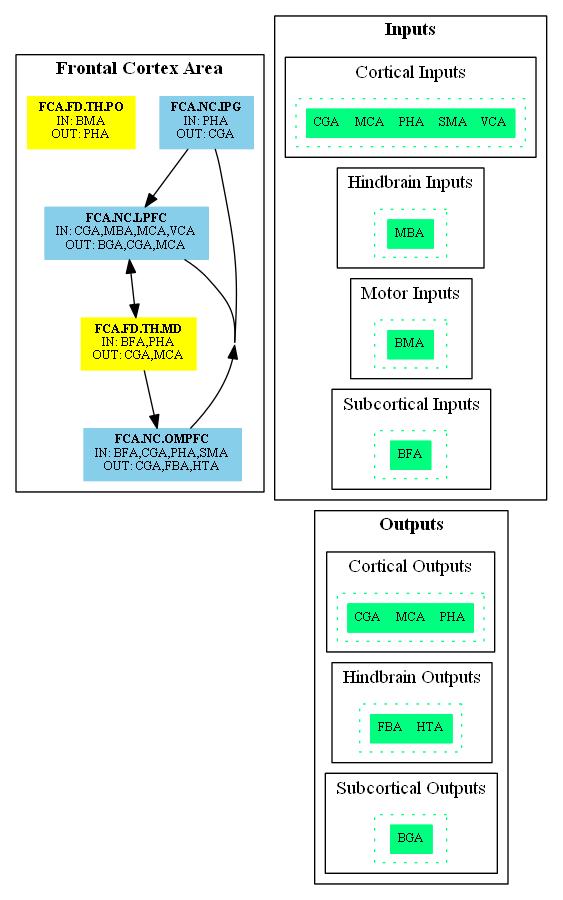 Frontal Cortex Area
FCA.FD.TH.PO
IN: BMA
OUT: PHA
FCA.NC.IPG
IN: PHA
OUT: CGA
FCA.NC.LPFC
IN: CGA,MBA,MCA,VCA
OUT: BGA,CGA,MCA
FCA.FD.TH.MD
IN: BFA,PHA
OUT: CGA,MCA
FCA.NC.OMPFC
IN: BFA,CGA,PHA,SMA
OUT: CGA,FBA,HTA
Inputs
Cortical Inputs
CGA MCA PHA SMA VCA
Hindbrain Inputs
MBA
Motor Inputs
BMA
Subcortical Inputs
BFA
Outputs
Cortical Outputs
CGA MCA PHA
Hindbrain Outputs
FBA HTA
Subcortical Outputs
BGA